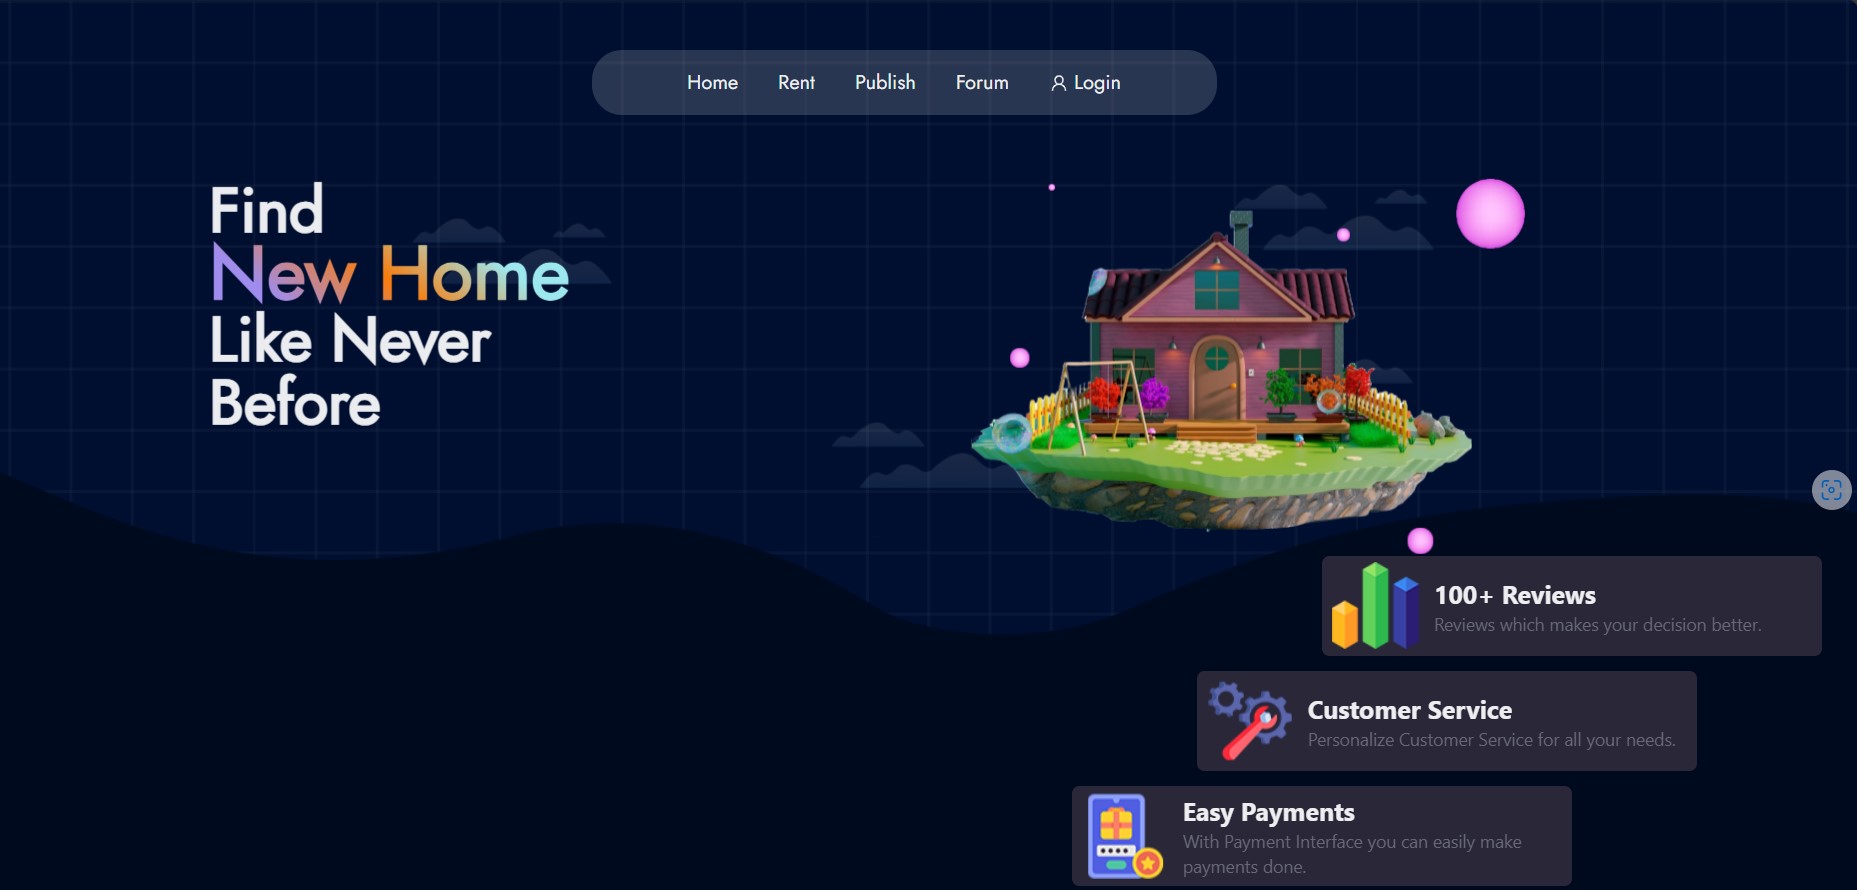 Home Rent Publish Forum Login
Find
New Home
Like Never
Before
100+ Reviews
Reviews which makes your decision better.
Customer Service
Personalize Customer Service for all your needs.
Easy Payments
With Payment Interface you can easily make
payments done.